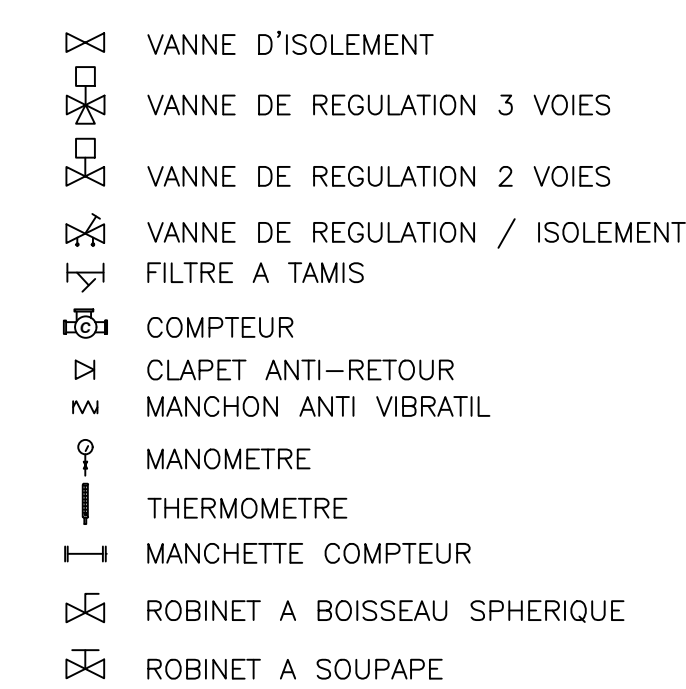 VANNE D'ISOLEMENT
VANNE DE REGULATION 3 VOIES
VANNE DE REGULATION 2 VOIES
VANNE DE REGULATION / ISOLEMENT
FILTRE A TAMIS
C COMPTEUR
CLAPET ANTI-RETOUR
MANCHON ANTI VIBRATIL
MANOMETRE
THERMOMETRE
MANCHETTE COMPTEUR
ROBINET A BOISSEAU SPHERIQUE
ROBINET A SOUPAPE